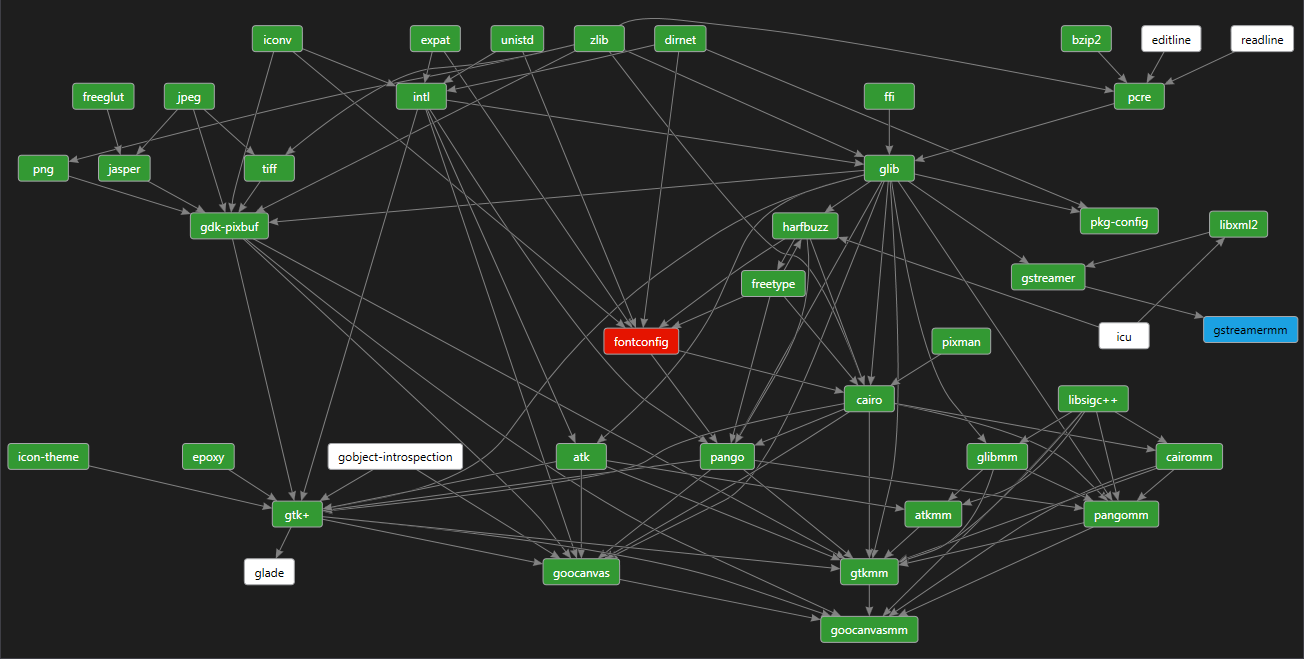 iconv
expat
unistd
zlib
dirnet
bzip2
editline
readline
freeglut
jpeg
intl
ffi
pcre
png
jasper
tiff
glib
gdk-pixbuf
harfbuzz
pkg-config
libxml2
freetype
gstreamer
fontconfig
pixman
icu
gstreamermm
cairo
libsigc++
icon-theme
epoxy
gobject-introspection
atk
pango
glibmm
cairomm
gtk+
atkmm
pangomm
glade
goocanvas
gtkmm
goocanvasmm